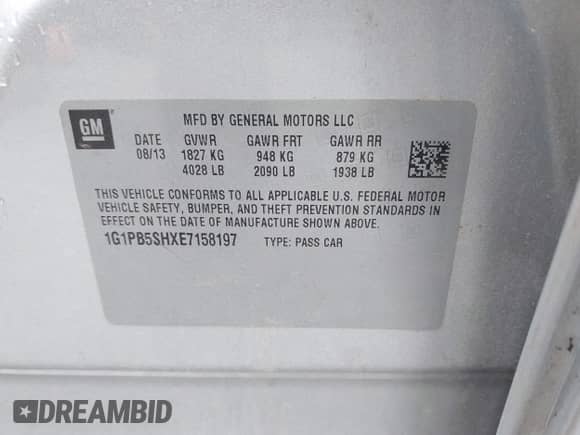 GM
MFD BY GENERAL MOTORS LLC
DATE GVWR GAWR FRT GAWR RR
08/13 1827 KG 948 KG 879 KG
4028 LB 2090 LB 1938 LB
THIS VEHICLE CONFORMS TO ALL APPLICABLE U.S. FEDERAL MOTOR
VEHICLE SAFETY, BUMPER, AND THEFT PREVENTION STANDARDS IN
EFFECT ON THE DATE OF MANUFACTURE SHOWN ABOVE.
1G1PB5SHXE7158197 TYPE: PASS CAR
DREAMBID